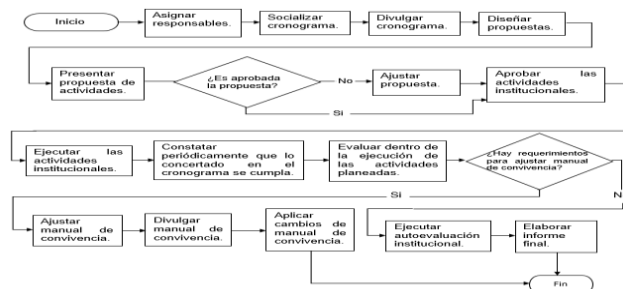 Inicio
Asignar
responsables.
Socializar
cronograma.
Divulgar
cronograma.
Diseñar
propuestas.
Presentar
propuesta de
actividades.
¿Es aprobada
la propuesta?
No
Ajustar
propuesta.
Aprobar las
actividades
institucionales.
Si
Ejecutar las
actividades
institucionales.
Constatar
periódicamente que lo
concertado en el
cronograma se cumpla.
Evaluar dentro de
la ejecución de
las actividades
planeadas.
¿Hay requerimientos
para ajustar manual
de convivencia?
Si
N
Ajustar
manual de
convivencia.
Divulgar
manual de
convivencia.
Aplicar
cambios de
manual de
convivencia.
Ejecutar
autoevaluación
institucional.
Elaborar
informe
final.
Fin